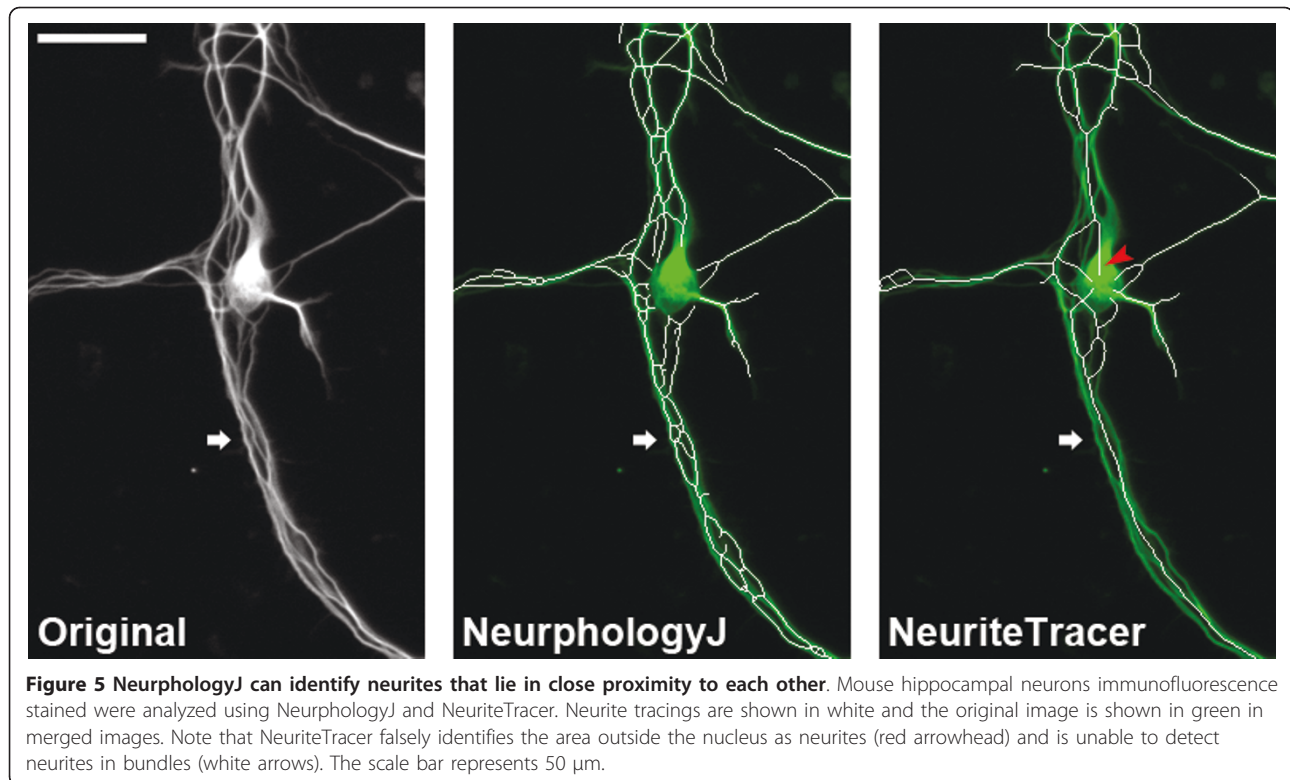 Original
NeurphologyJ
NeuriteTracer
Figure 5 NeurphologyJ can identify neurites that lie in close proximity to each other. Mouse hippocampal neurons immunofluorescence
stained were analyzed using NeurphologyJ and NeuriteTracer. Neurite tracings are shown in white and the original image is shown in green in
merged images. Note that NeuriteTracer falsely identifies the area outside the nucleus as neurites (red arrowhead) and is unable to detect
neurites in bundles (white arrows). The scale bar represents 50 μm.